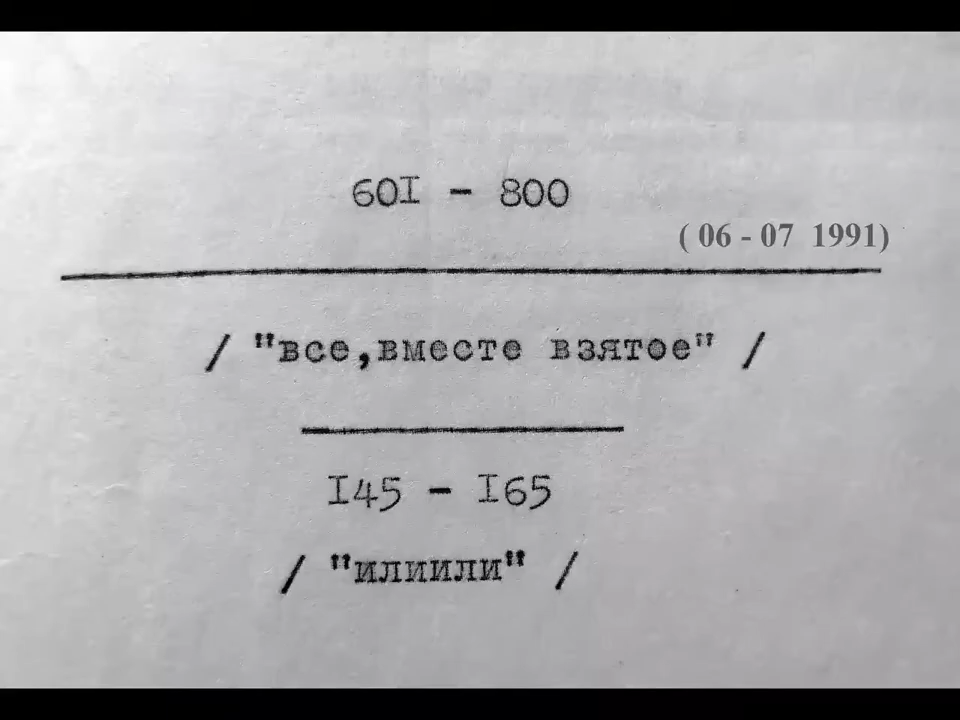 60I - 800
( 06 - 07 1991)
/ "все,вместе взятое" /
I45 - I65
/ "илиили" /